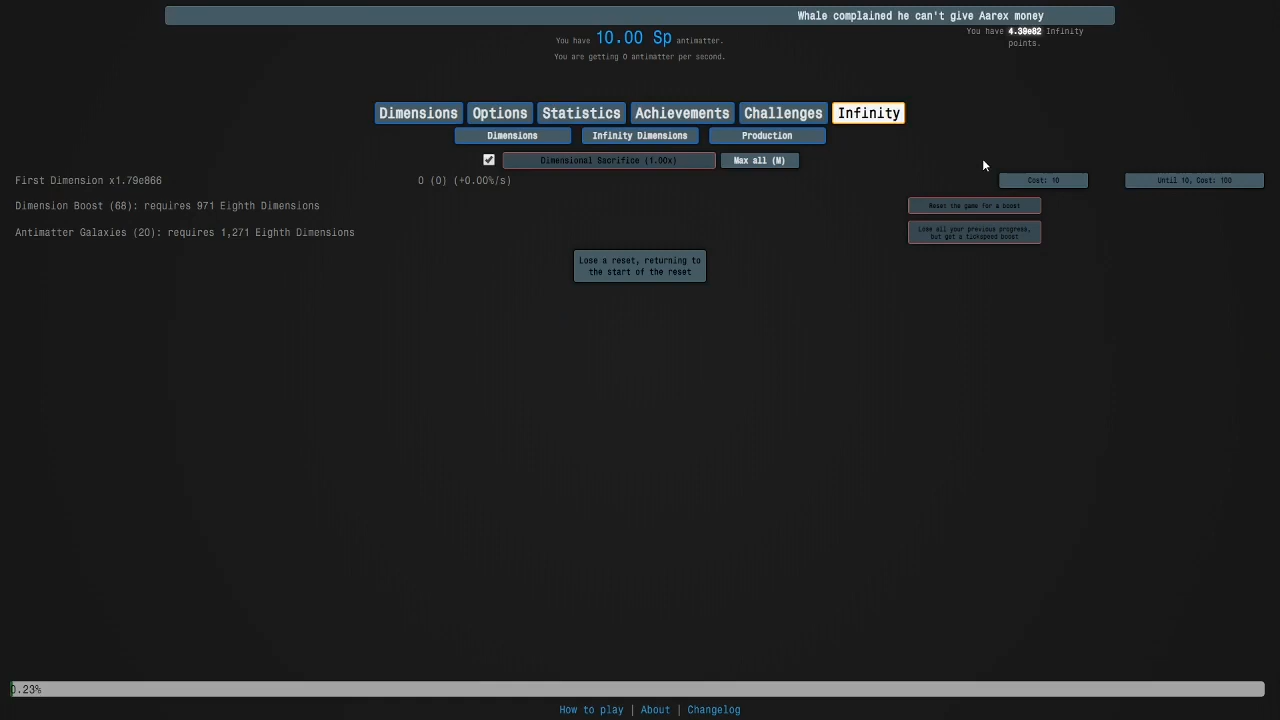 Whale complained he can't give Aarex money
You have 10.00 Sp antimatter.
You are getting 0 antimatter per second.
You have 4.39e82 Infinity
points.
Dimensions Options Statistics Achievements Challenges Infinity
Dimensions Infinity Dimensions Production
Dimensional Sacrifice (1.00x) Max all (M)
First Dimension x1.79e866 0 (0) (+0.00%/s) Cost: 10 Until 10, Cost: 100
Dimension Boost (68): requires 971 Eighth Dimensions Reset the game for a boost
Antimatter Galaxies (20): requires 1,271 Eighth Dimensions
Lose all your previous progress,
but get a tickspeed boost
Lose a reset, returning to
the start of the reset
0.23%
How to play | About | Changelog